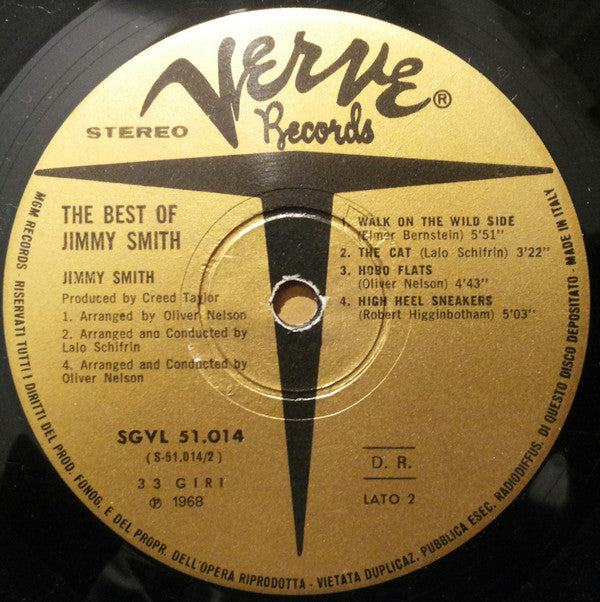 Verve®
Records
STEREO
THE BEST OF
JIMMY SMITH
JIMMY SMITH
Produced by Creed Taylor
1. Arranged by Oliver Nelson
2. Arranged and Conducted by
Lalo Schifrin
4. Arranged and Conducted by
Oliver Nelson
1. WALK ON THE WILD SIDE
(Elmer Bernstein) 5'51"
2. THE CAT (Lalo Schifrin) 3'22"
3. HOBO FLATS
(Oliver Nelson) 4'43"
4. HIGH HEEL SNEAKERS
(Robert Higginbotham) 5'03"
SGVL 51.014
(S-51.014/2)
33 GIRI
℗ 1968
D. R.
LATO 2
MGM RECORDS RISERVATI TUTTI I DIRITTI DEL PROD. FONOG. E DEL PROPR. DELL'OPERA RIPRODOTTA - VIETATA DUPLICAZ. PUBBLICA ESEC. RADIODIFFUS. DI QUESTO DISCO DEPOSITATO - MADE IN ITALY